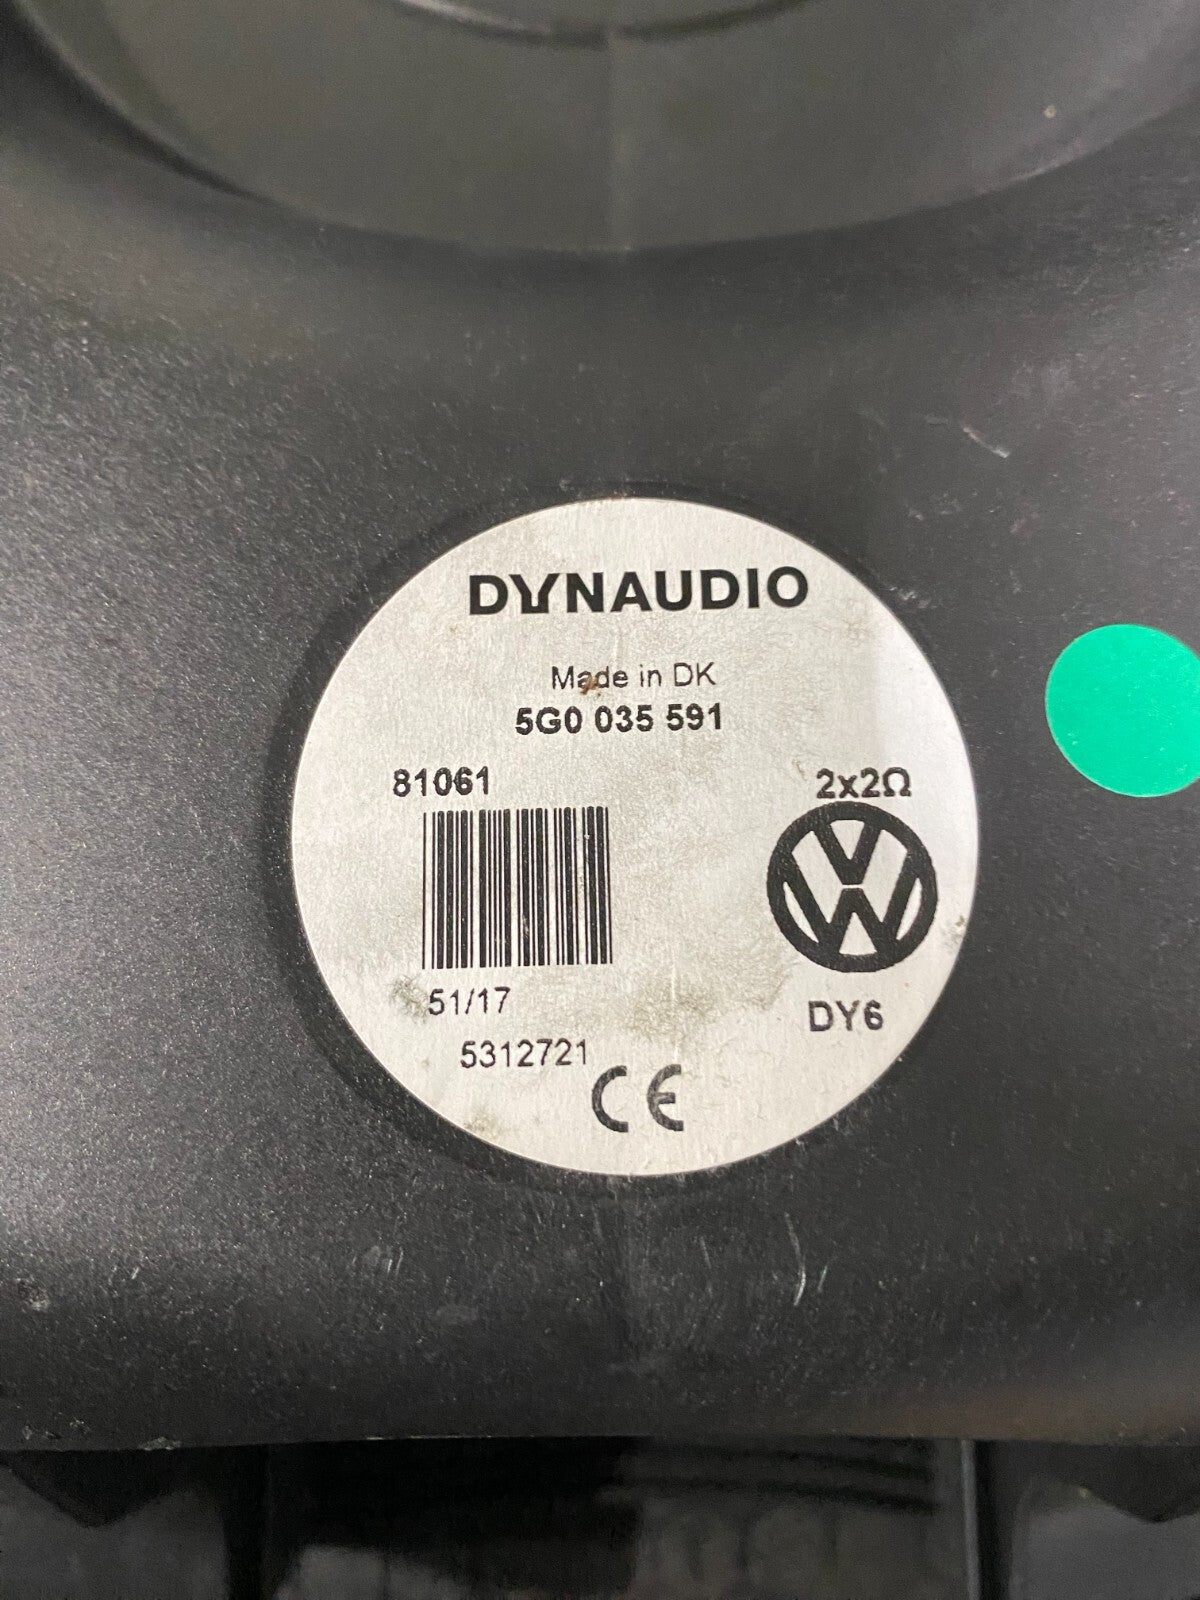 DYNAUDIO
Made in DK
5G0 035 591
81061
2x2Ω
51/17
DY6
5312721
CE